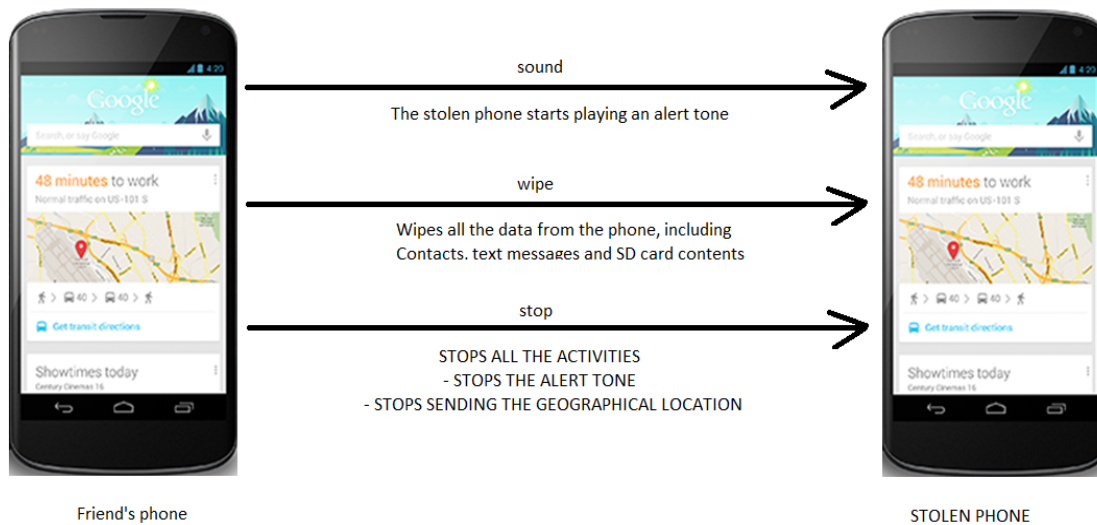 4:20
Google
Search, or say Google
48 minutes to work
Normal traffic on US-101 S
40
40
Get transit directions
Showtimes today
Century Cinemas 16
Friend's phone
sound
The stolen phone starts playing an alert tone
wipe
Wipes all the data from the phone, including
Contacts, text messages and SD card contents
stop
STOPS ALL THE ACTIVITIES
- STOPS THE ALERT TONE
- STOPS SENDING THE GEOGRAPHICAL LOCATION
4:20
Google
Search, or say Google
48 minutes to work
Normal traffic on US-101 S
40
40
Get transit directions
Showtimes today
Century Cinemas 16
STOLEN PHONE